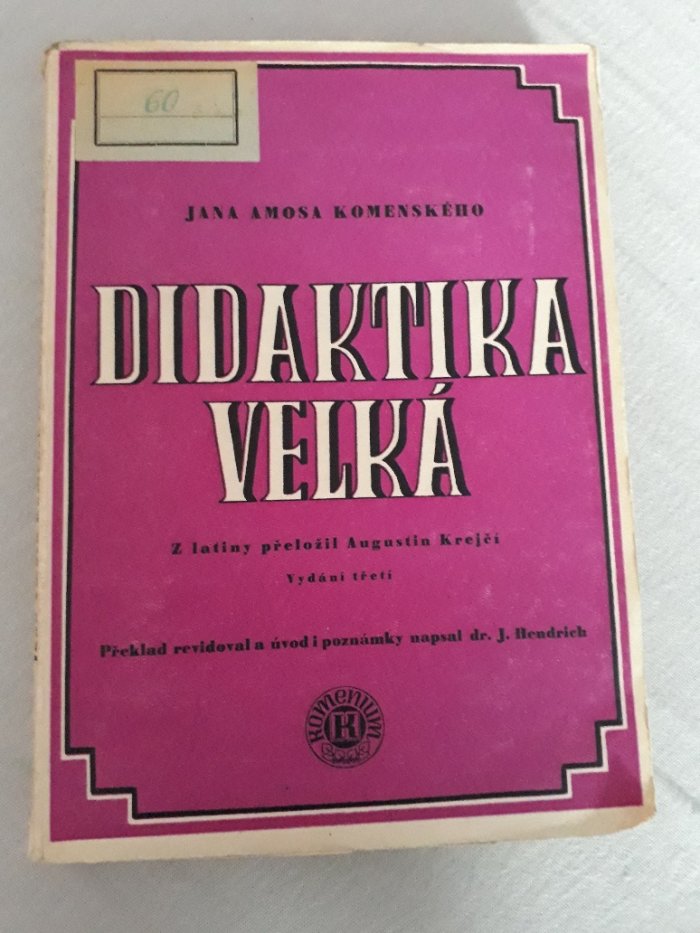 60
JANA AMOSA KOMENSKÉHO
DIDAKTIKA
VELKÁ
Z latiny přeložil Augustin Krejčí
Vydání třetí
Překlad revidoval a úvod i poznámky napsal dr. J. Hendrich
Komenium
K